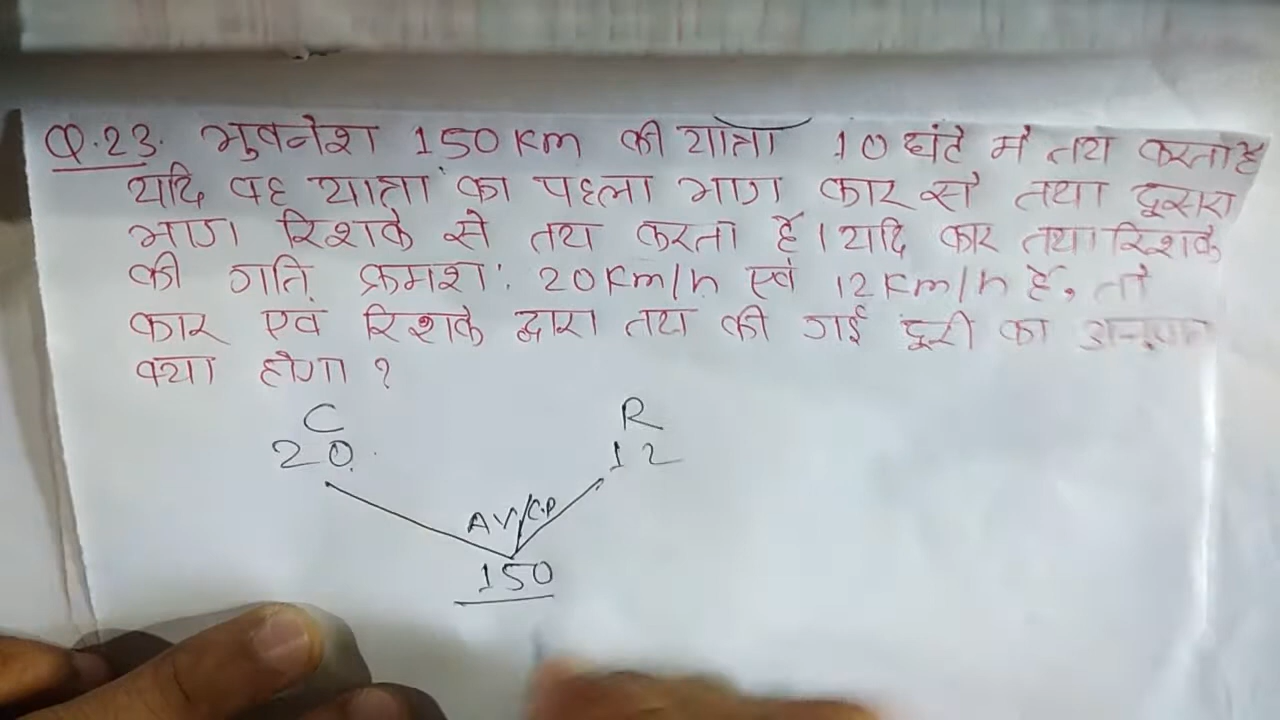 Q.23. भुवनेश 150 Km की यात्रा 10 घंटे में तय करता है
यदि वह यात्रा का पहला भाग कार से तथा दूसरा
भाग रिक्शे से तय करता है। यदि कार तथा रिक्शे
की गति क्रमश: 20 Km/h एवं 12 Km/h है, तो
कार एवं रिक्शे द्वारा तय की गई दूरी का अनुपात
क्या होगा ?
C R
20 12
AV/C.P
150